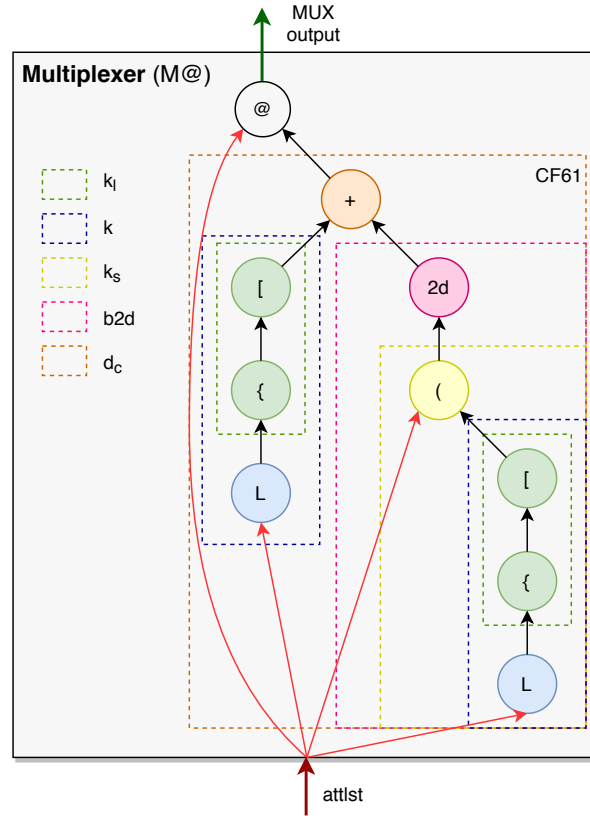 MUX
output
Multiplexer (M@)
@
CF61
k_l
k
k_s
b2d
d_c
+
[
2d
{
(
L
[
{
L
attlst